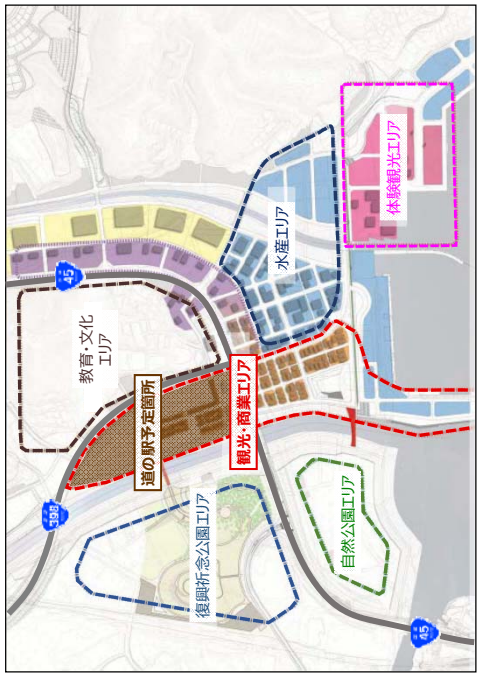 体験観光エリア
水産エリア
45
教育・文化
エリア
道の駅予定箇所
観光・商業エリア
398
復興祈念公園エリア
自然公園エリア
45